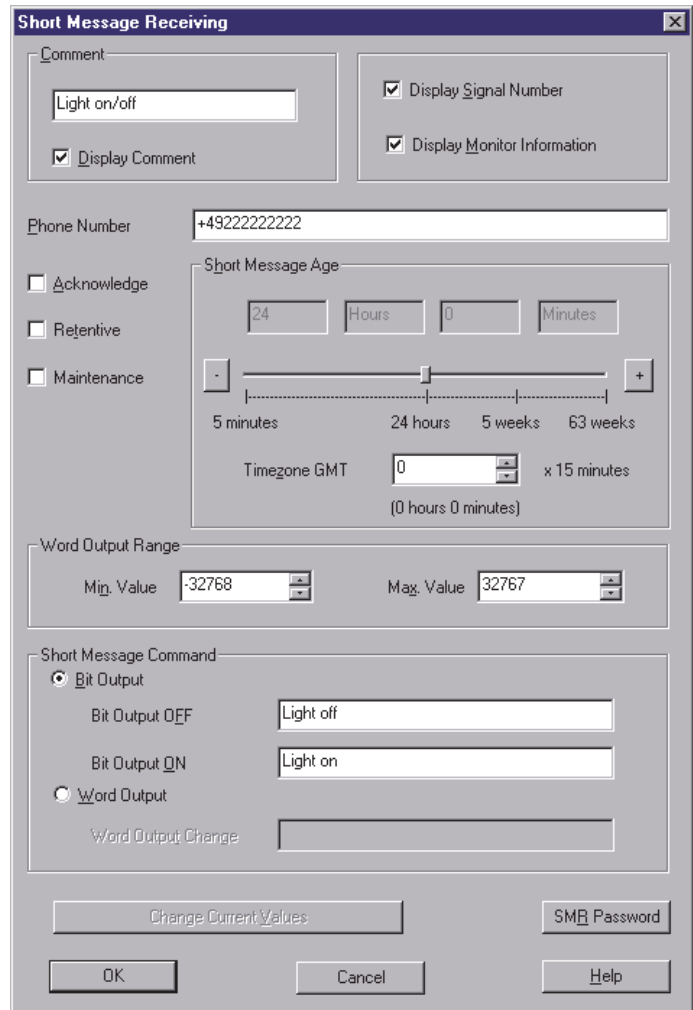 Short Message Receiving
Comment
Light on/off
Display Comment
Display Signal Number
Display Monitor Information
Phone Number
+49222222222
Acknowledge
Retentive
Maintenance
Short Message Age
24 Hours 0 Minutes
- +
5 minutes 24 hours 5 weeks 63 weeks
Timezone GMT 0 x 15 minutes
(0 hours 0 minutes)
Word Output Range
Min. Value -32768 Max. Value 32767
Short Message Command
Bit Output
Bit Output OFF Light off
Bit Output ON Light on
Word Output
Word Output Change
Change Current Values SMR Password
OK Cancel Help